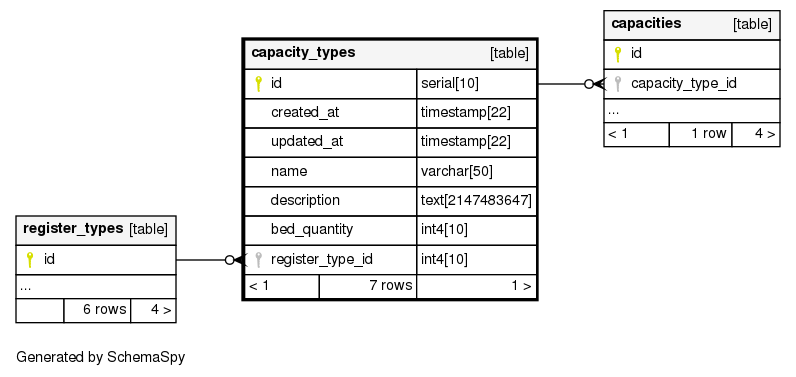 capacities [table]
id
capacity_type_id
...
< 1 1 row 4 >
capacity_types [table]
id serial[10]
created_at timestamp[22]
updated_at timestamp[22]
name varchar[50]
description text[2147483647]
bed_quantity int4[10]
register_type_id int4[10]
< 1 7 rows 1 >
register_types [table]
id
...
6 rows 4 >
Generated by SchemaSpy